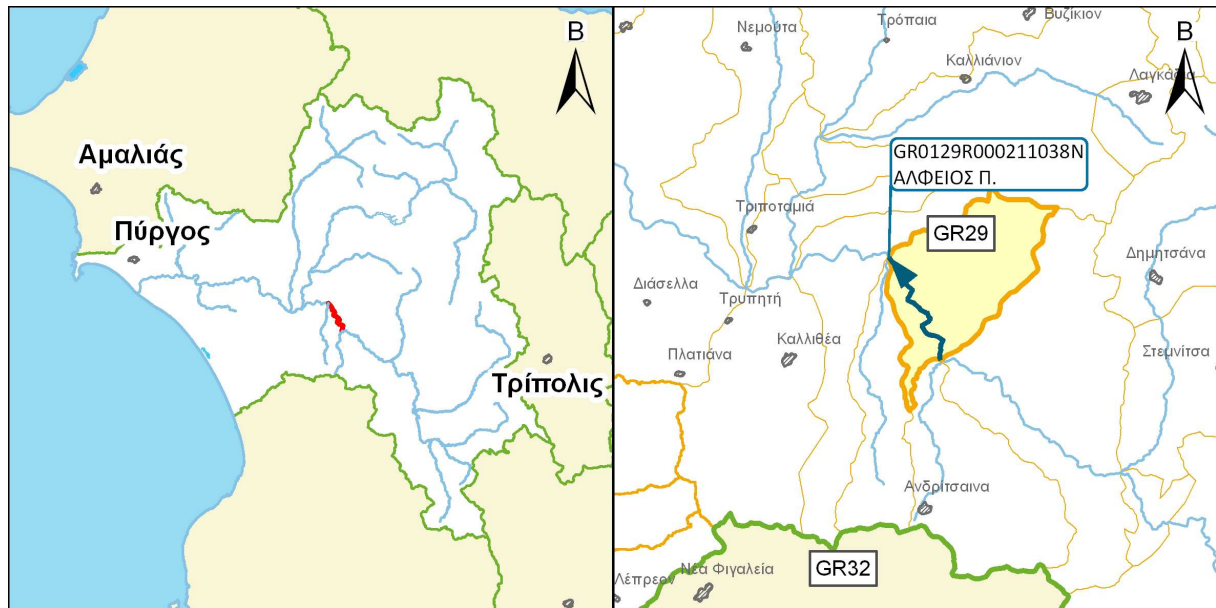 Β
Αμαλιάς
Πύργος
Τρίπολις
Β
Τρόπαια
Βυζίκιον
Νεμούτα
Καλλιάνιον
Λαγκάδια
GR0129R000211038N
ΑΛΦΕΙΟΣ Π.
Τριποταμιά
GR29
Δημητσάνα
Διάσελλα
Τρυπητή
Καλλιθέα
Πλατιάνα
Στεμνίτσα
Ανδρίτσαινα
GR32
Νέα Φιγαλεία
Λέπρεον